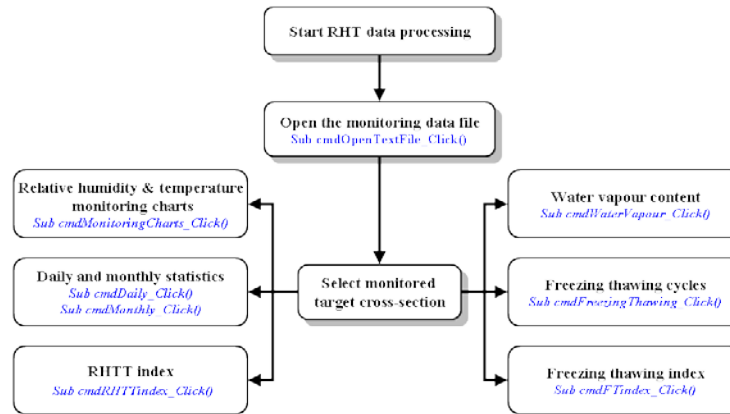 Start RHT data processing
Open the monitoring data file
Sub cmdOpenTextFile_Click()
Relative humidity & temperature
monitoring charts
Sub cmdMonitoringCharts_Click()
Daily and monthly statistics
Sub cmdDaily_Click()
Sub cmdMonthly_Click()
RHTT index
Sub cmdRHTTindex_Click()
Select monitored
target cross-section
Water vapour content
Sub cmdWaterVapour_Click()
Freezing thawing cycles
Sub cmdFreezingThawing_Click()
Freezing thawing index
Sub cmdFTindex_Click()